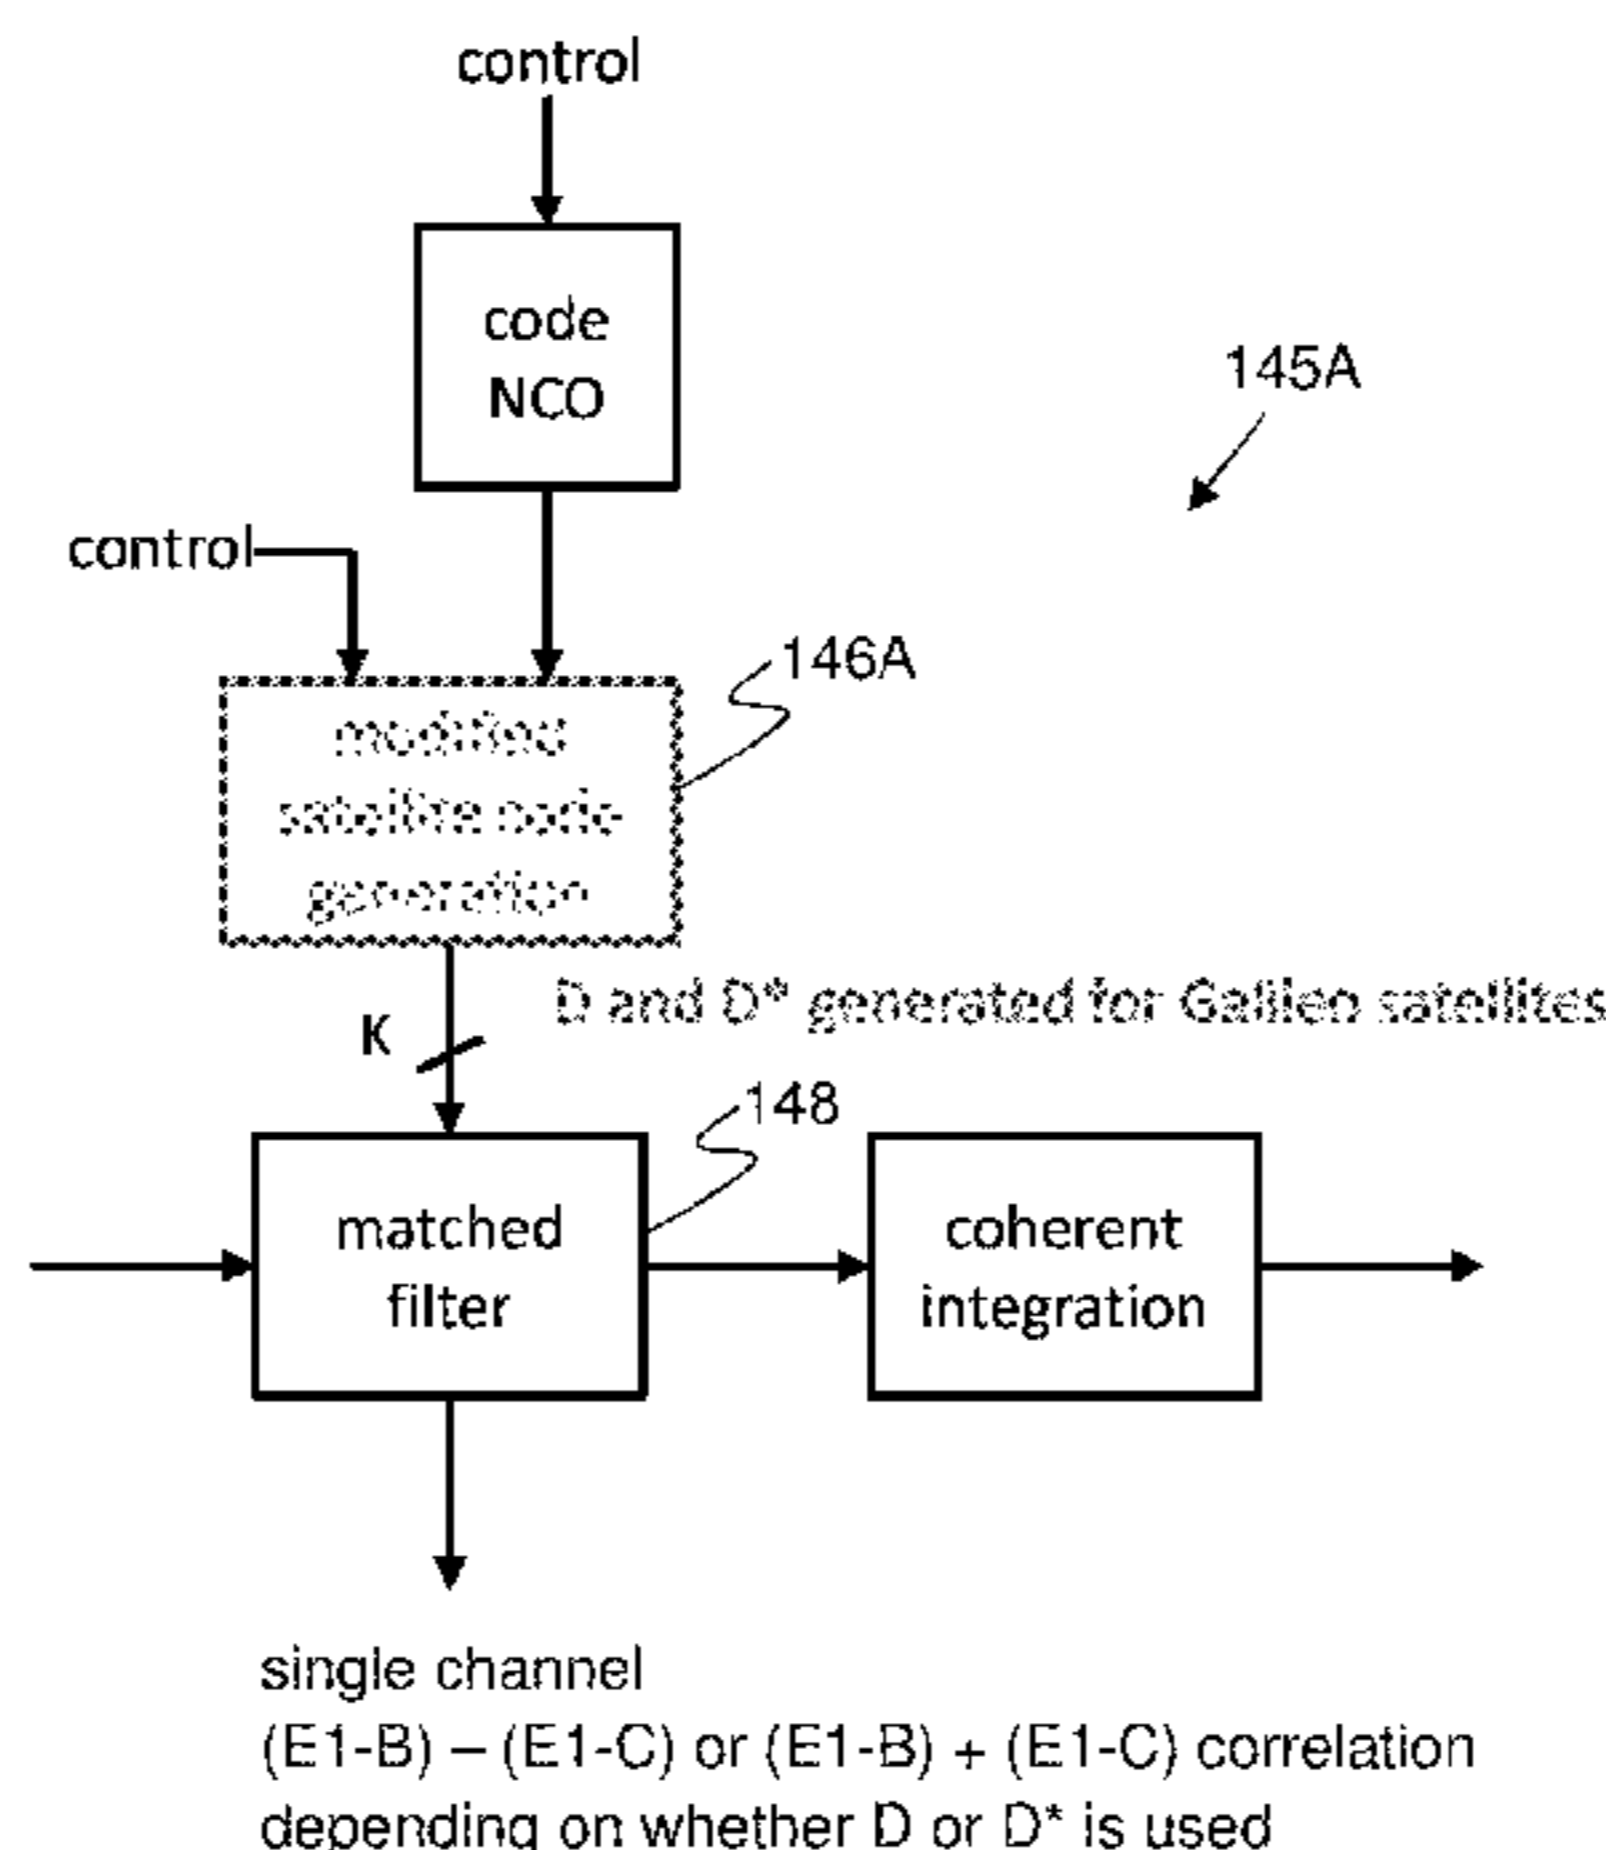 control
code
NCO
145A
control
146A
modified
satellite code
generation
D and D* generated for Galileo satellites
K
148
matched
filter
coherent
integration
single channel
(E1-B) – (E1-C) or (E1-B) + (E1-C) correlation
depending on whether D or D* is used